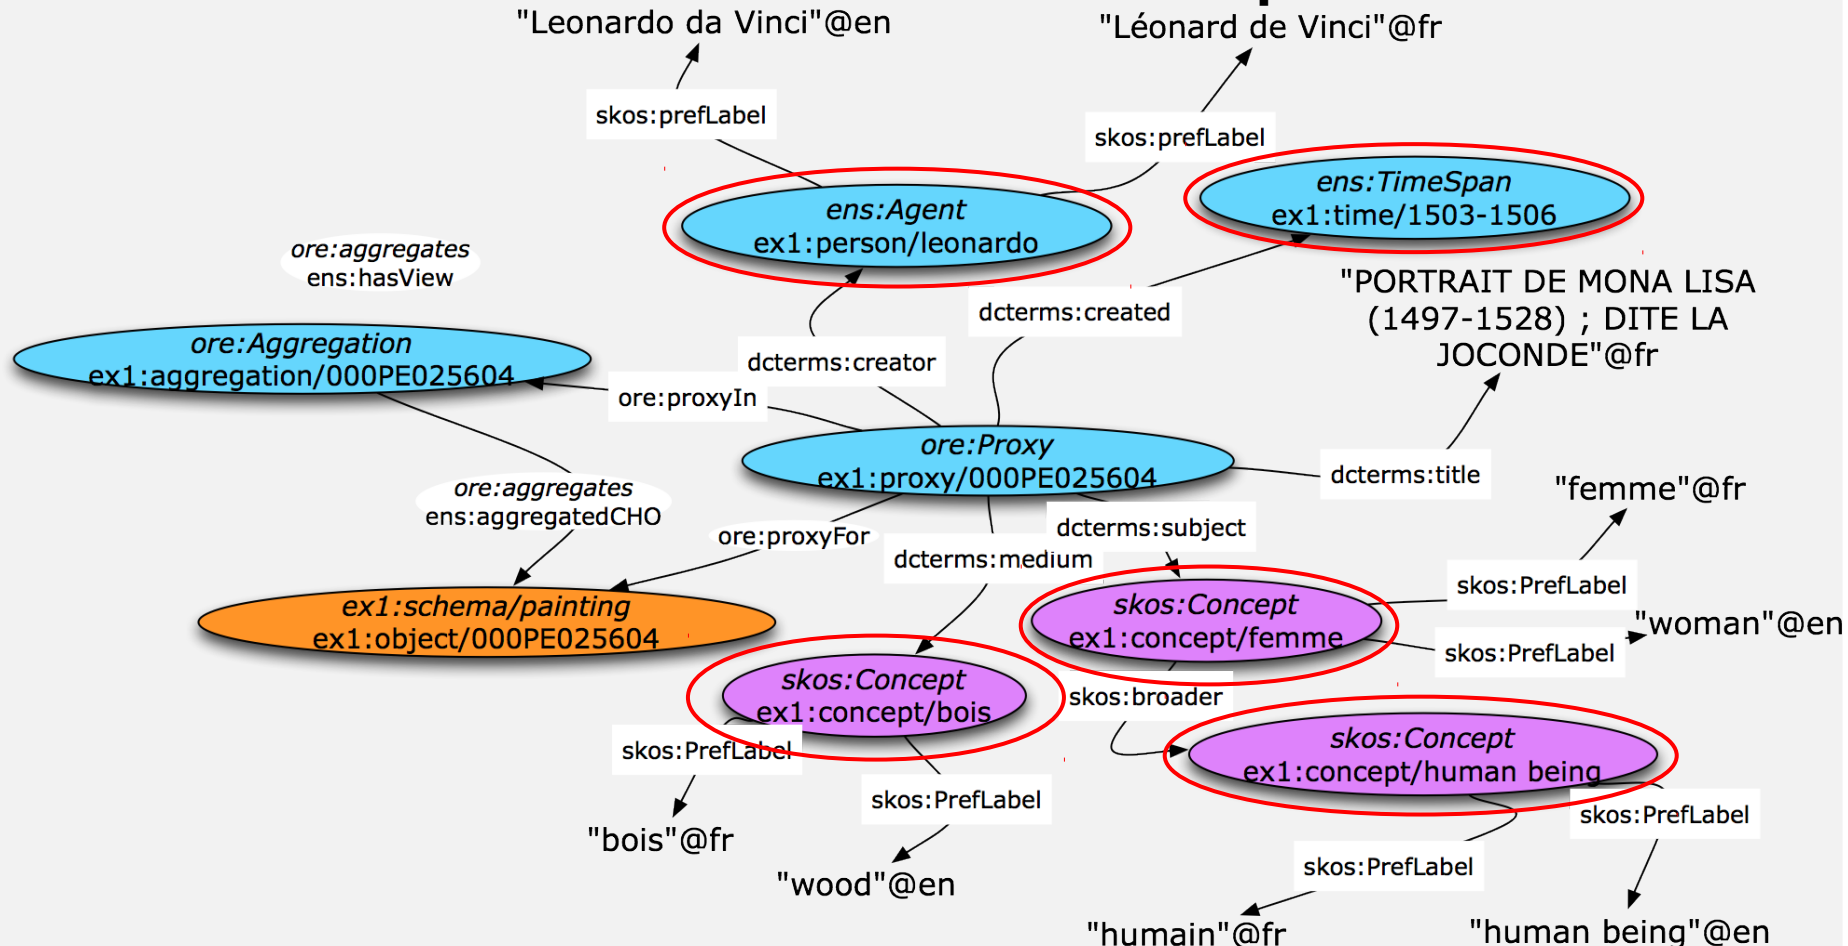 "Leonardo da Vinci"@en
"Léonard de Vinci"@fr
skos:prefLabel
skos:prefLabel
ens:TimeSpan
ex1:time/1503-1506
ens:Agent
ex1:person/leonardo
ore:aggregates
ens:hasView
"PORTRAIT DE MONA LISA
(1497-1528) ; DITE LA
JOCONDE"@fr
dcterms:created
ore:Aggregation
ex1:aggregation/000PE025604
dcterms:creator
ore:proxyIn
ore:Proxy
ex1:proxy/000PE025604
dcterms:title
ore:aggregates
ens:aggregatedCHO
"femme"@fr
dcterms:subject
ore:proxyFor
dcterms:medium
skos:PrefLabel
ex1:schema/painting
ex1:object/000PE025604
skos:Concept
ex1:concept/femme
"woman"@en
skos:PrefLabel
skos:Concept
ex1:concept/bois
skos:broader
skos:PrefLabel
skos:Concept
ex1:concept/human being
skos:PrefLabel
skos:PrefLabel
"bois"@fr
skos:PrefLabel
"wood"@en
"humain"@fr
"human being"@en